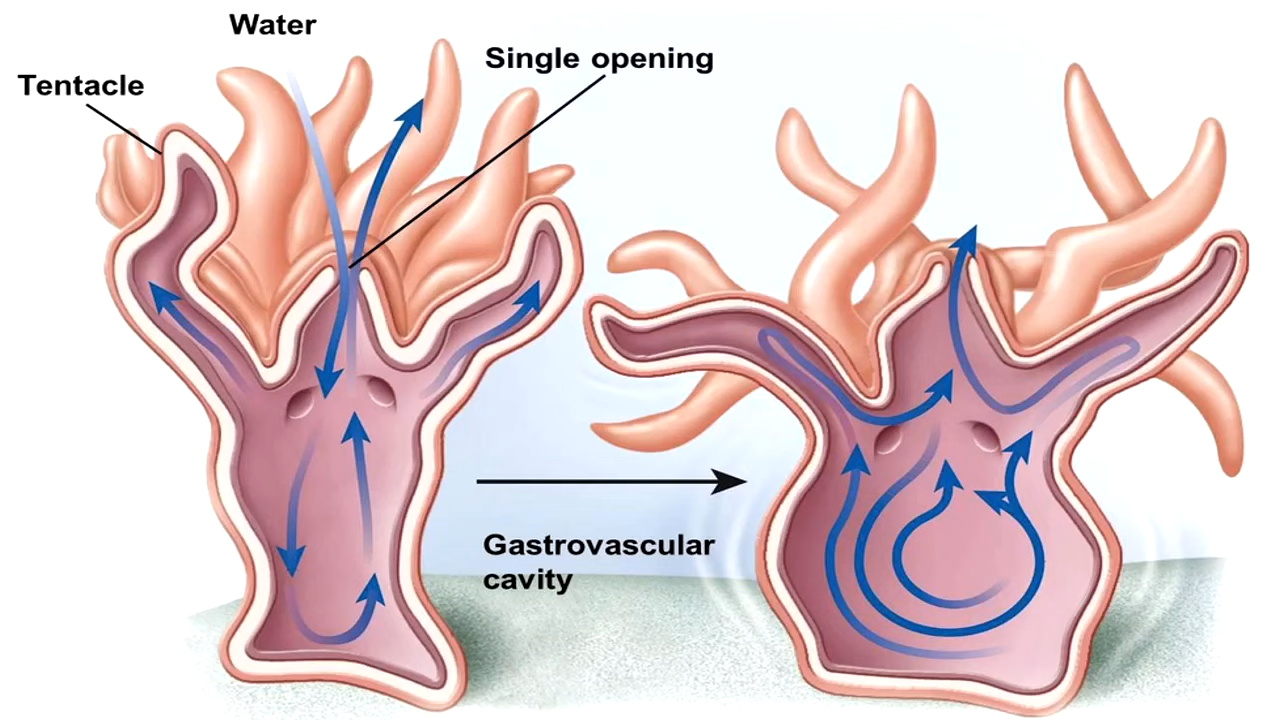 Water
Single opening
Tentacle
Gastrovascular
cavity